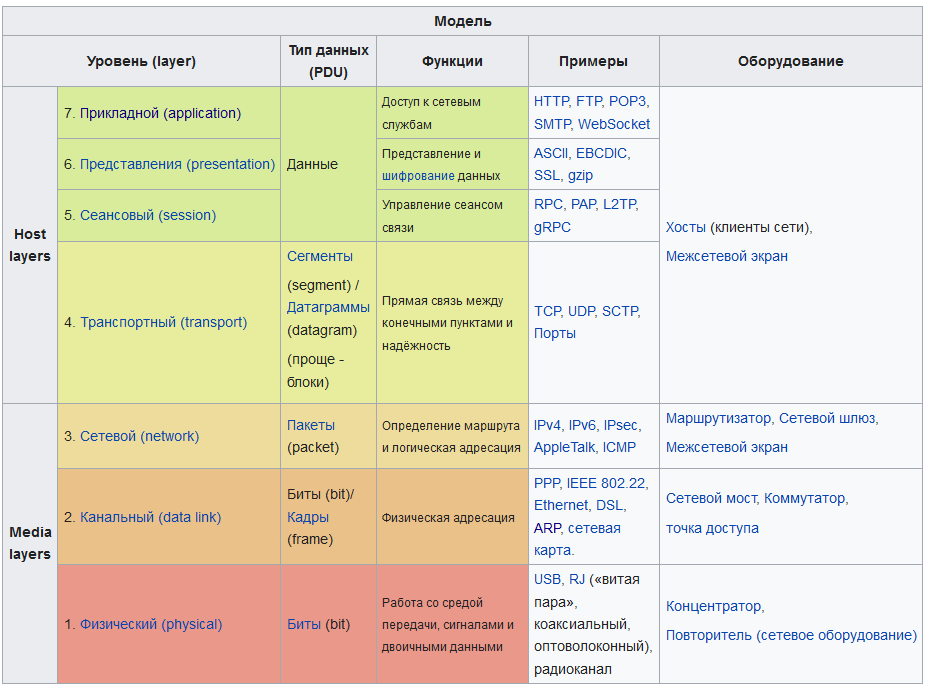 Модель
Уровень (layer)
Тип данных
(PDU)
Функции
Примеры
Оборудование
Host
layers
7. Прикладной (application)
Данные
Доступ к сетевым
службам
HTTP, FTP, POP3,
SMTP, WebSocket
Хосты (клиенты сети),
Межсетевой экран
6. Представления (presentation)
Представление и
шифрование данных
ASCII, EBCDIC,
SSL, gzip
5. Сеансовый (session)
Управление сеансом
связи
RPC, PAP, L2TP,
gRPC
4. Транспортный (transport)
Сегменты
(segment) /
Датаграммы
(datagram)
(проще -
блоки)
Прямая связь между
конечными пунктами и
надёжность
TCP, UDP, SCTP,
Порты
Media
layers
3. Сетевой (network)
Пакеты
(packet)
Определение маршрута
и логическая адресация
IPv4, IPv6, IPsec,
AppleTalk, ICMP
Маршрутизатор, Сетевой шлюз,
Межсетевой экран
2. Канальный (data link)
Биты (bit)/
Кадры
(frame)
Физическая адресация
PPP, IEEE 802.22,
Ethernet, DSL,
ARP, сетевая
карта.
Сетевой мост, Коммутатор,
точка доступа
1. Физический (physical)
Биты (bit)
Работа со средой
передачи, сигналами и
двоичными данными
USB, RJ («витая
пара»,
коаксиальный,
оптоволоконный),
радиоканал
Концентратор,
Повторитель (сетевое оборудование)